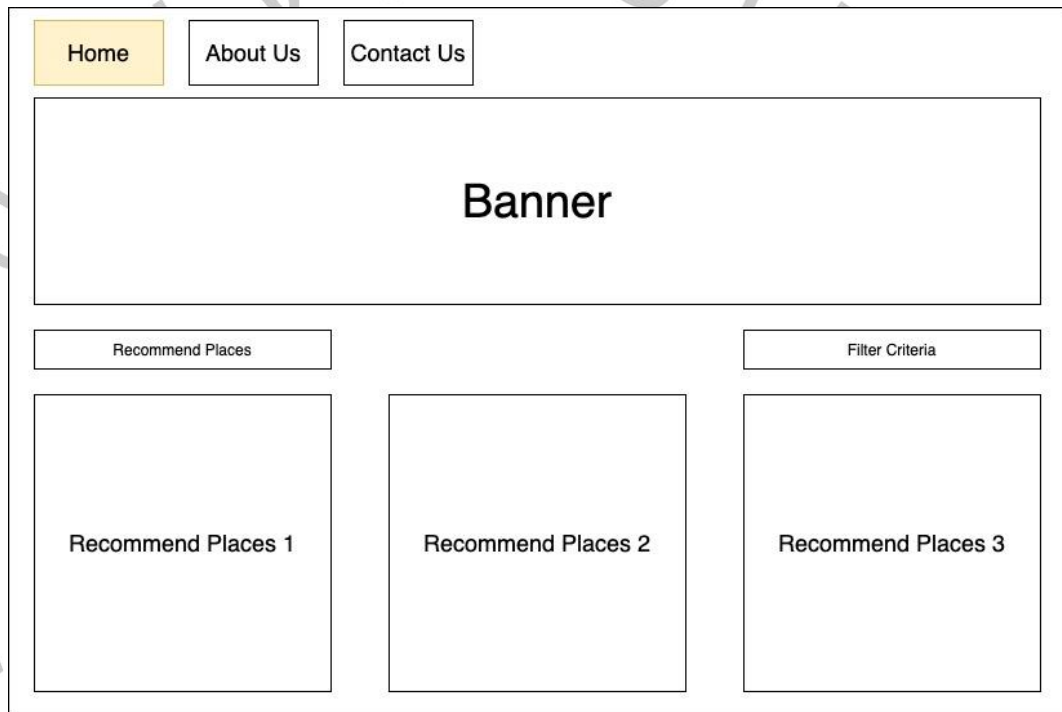 Home
About Us
Contact Us
Banner
Recommend Places
Filter Criteria
Recommend Places 1
Recommend Places 2
Recommend Places 3